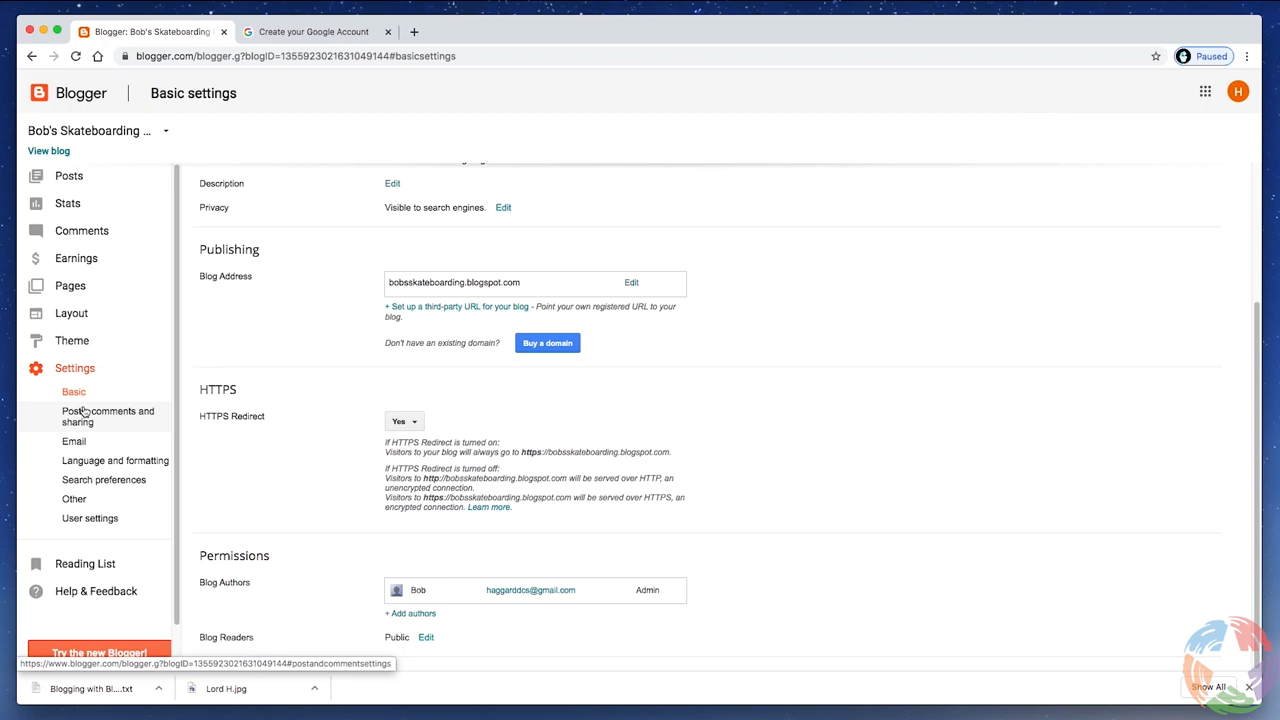 Blogger: Bob's Skateboarding
Create your Google Account
blogger.com/blogger.g?blogID=1355923021631049144#basicsettings
Paused
Blogger
Basic settings
H
Bob's Skateboarding ...
View blog
Posts
Stats
Comments
Earnings
Pages
Layout
Theme
Settings
Basic
Posts, comments and
sharing
Email
Language and formatting
Search preferences
Other
User settings
Reading List
Help & Feedback
Try the new Blogger!
Description
Edit
Privacy
Visible to search engines. Edit
Publishing
Blog Address
bobsskateboarding.blogspot.com Edit
+ Set up a third-party URL for your blog - Point your own registered URL to your
blog.
Don't have an existing domain? Buy a domain
HTTPS
HTTPS Redirect
Yes
If HTTPS Redirect is turned on:
Visitors to your blog will always go to https://bobsskateboarding.blogspot.com.
If HTTPS Redirect is turned off:
Visitors to http://bobsskateboarding.blogspot.com will be served over HTTP, an
unencrypted connection.
Visitors to https://bobsskateboarding.blogspot.com will be served over HTTPS, an
encrypted connection. Learn more.
Permissions
Blog Authors
Bob haggarddcs@gmail.com Admin
+ Add authors
Blog Readers
Public Edit
https://www.blogger.com/blogger.g?blogID=1355923021631049144#postandcommentsettings
Blogging with Bl....txt
Lord H.jpg
Show All